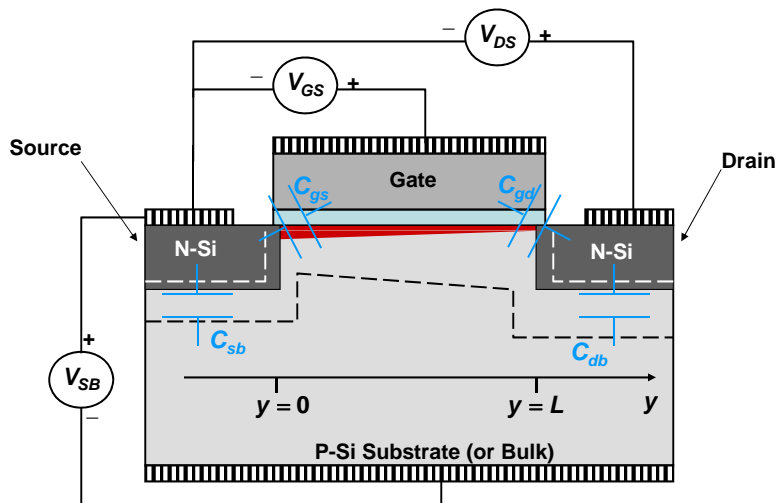 − V_DS +
− V_GS +
Source
Gate
Drain
C_gs
C_gd
N-Si
N-Si
+
C_sb
C_db
V_SB
−
y = 0
y = L
y
P-Si Substrate (or Bulk)